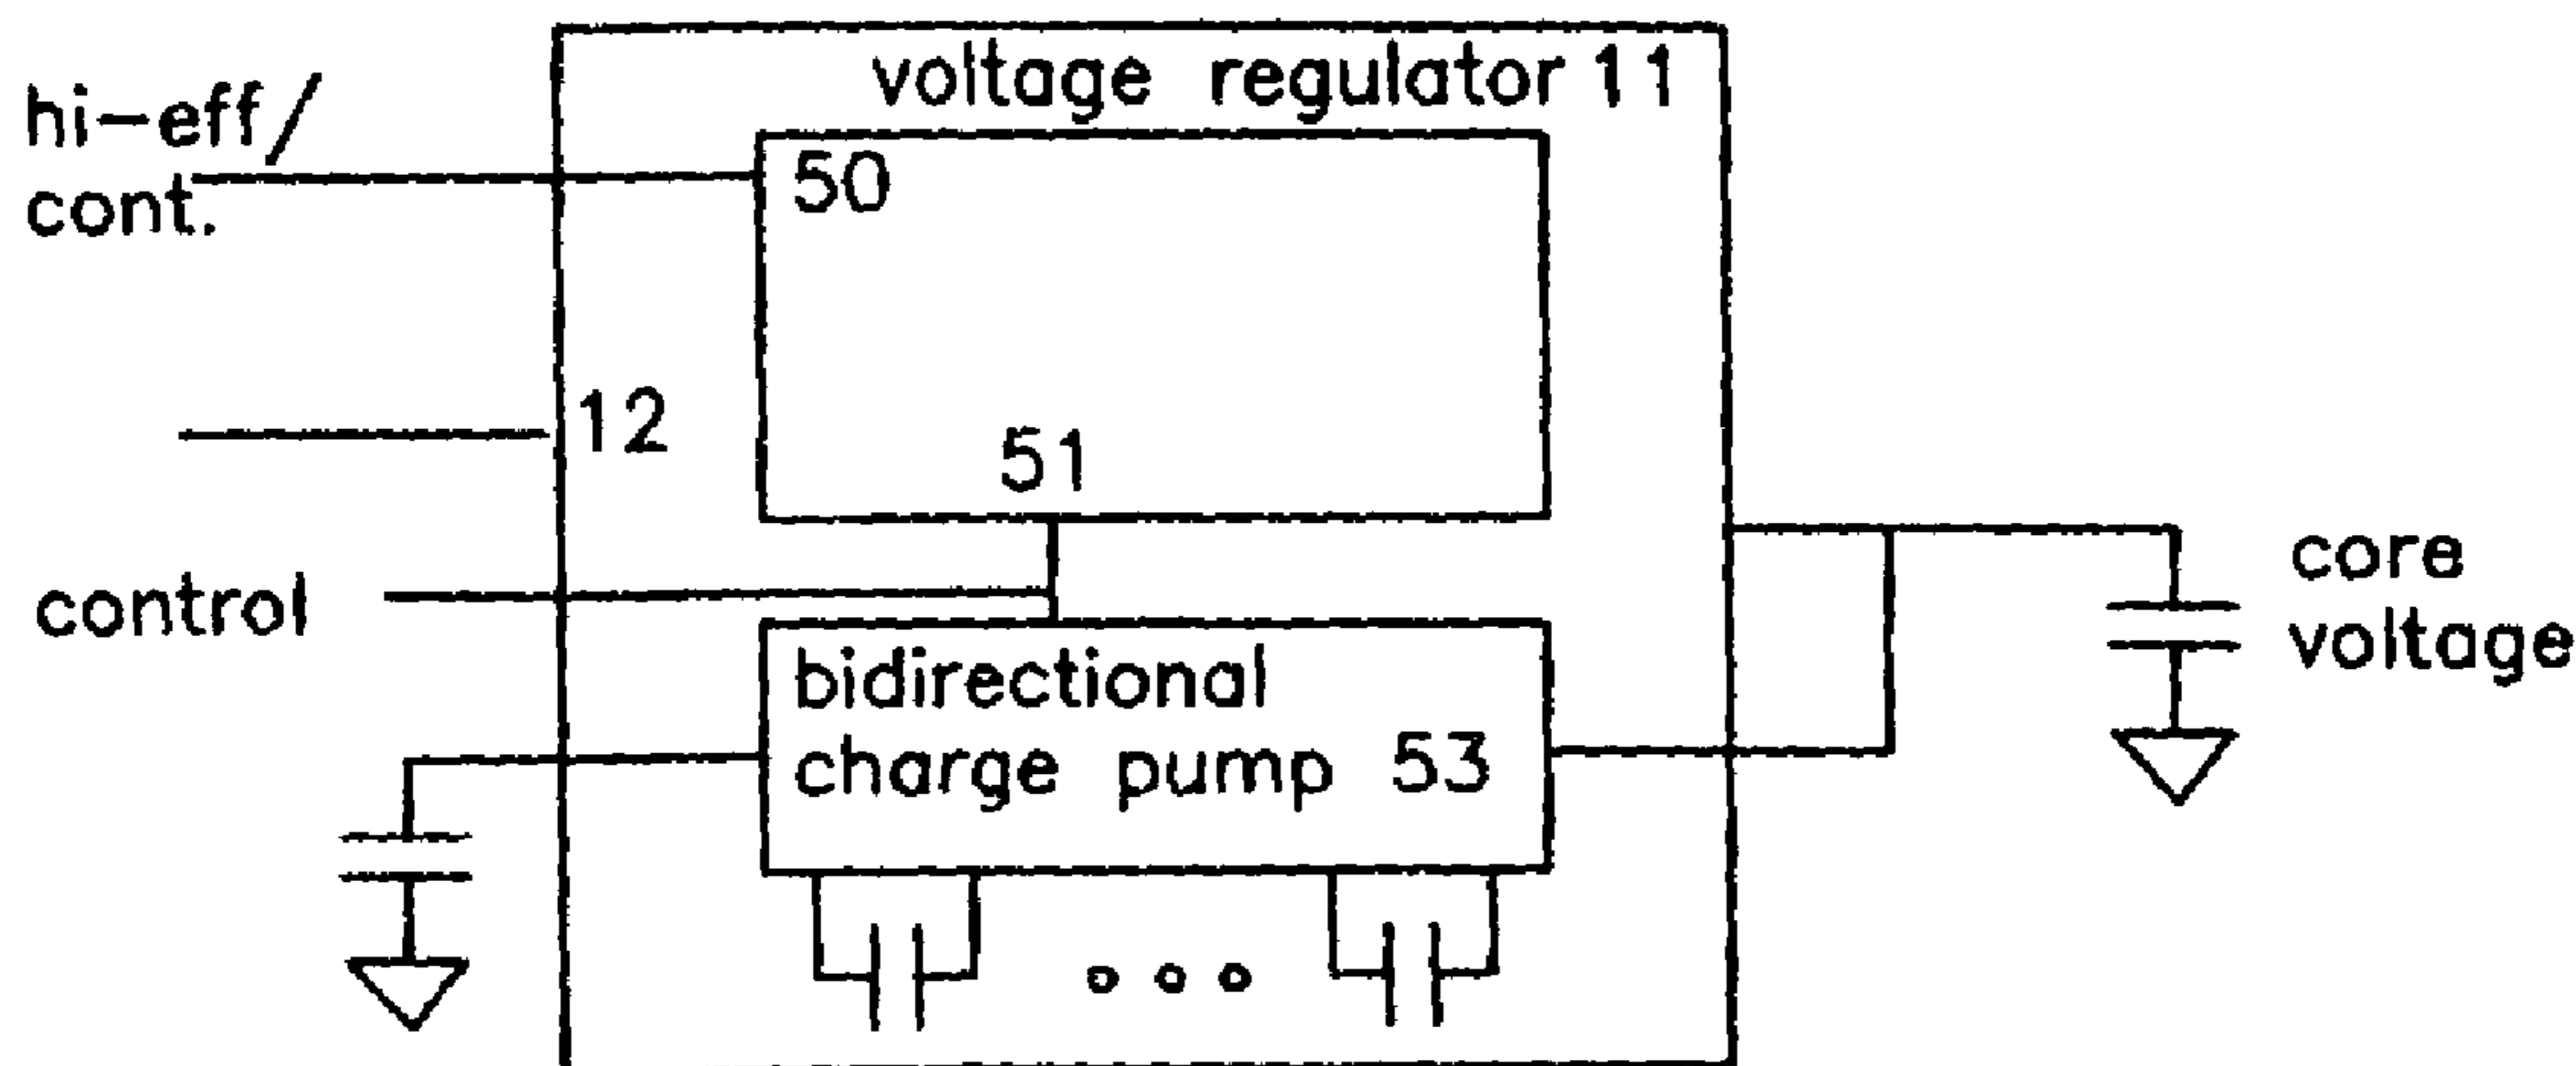 voltage regulator 11
hi-eff/
cont.
50
12
51
control
core
voltage
bidirectional
charge pump 53